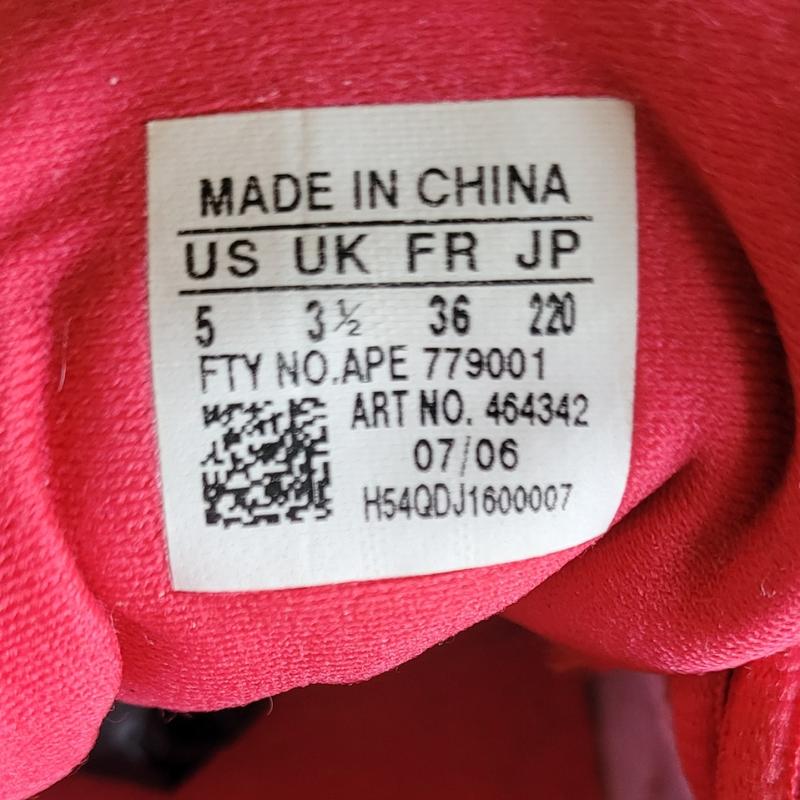 MADE IN CHINA
US UK FR JP
5 3½ 36 220
FTY NO.APE 779001
ART NO. 464342
07/06
H54QDJ1600007